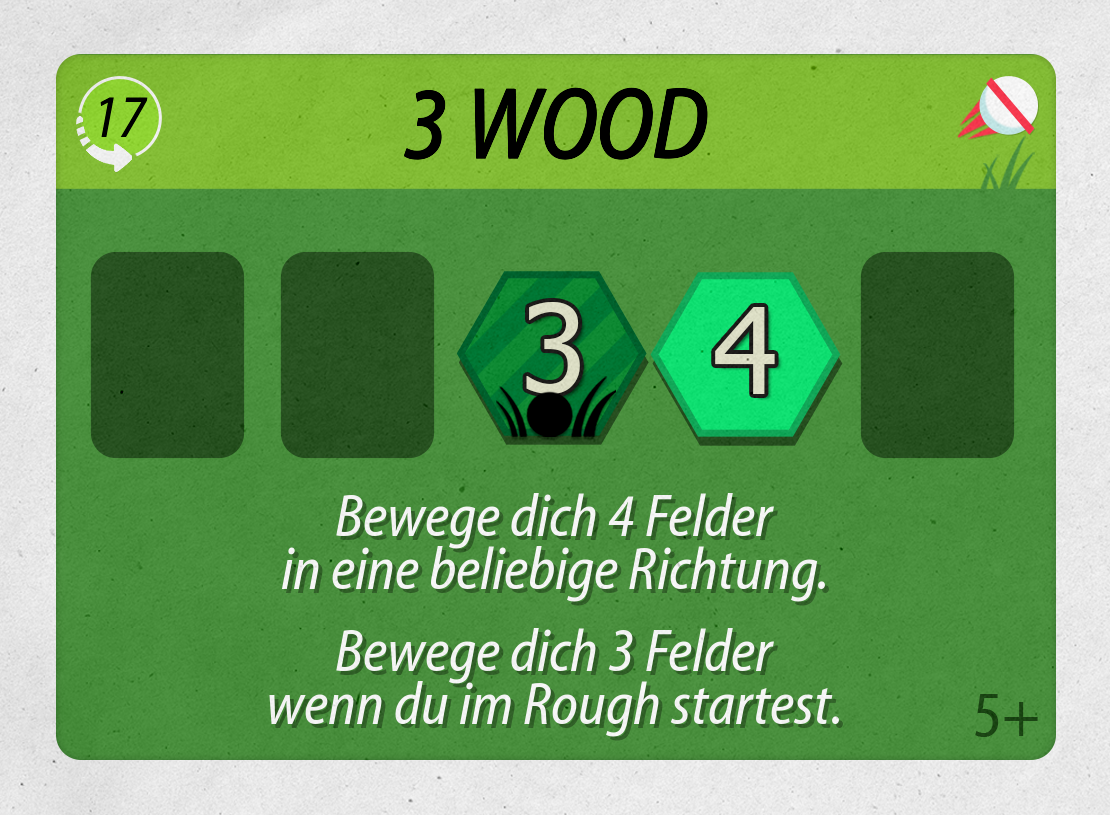 17
3 WOOD
3
4
Bewege dich 4 Felder
in eine beliebige Richtung.
Bewege dich 3 Felder
wenn du im Rough startest.
5+